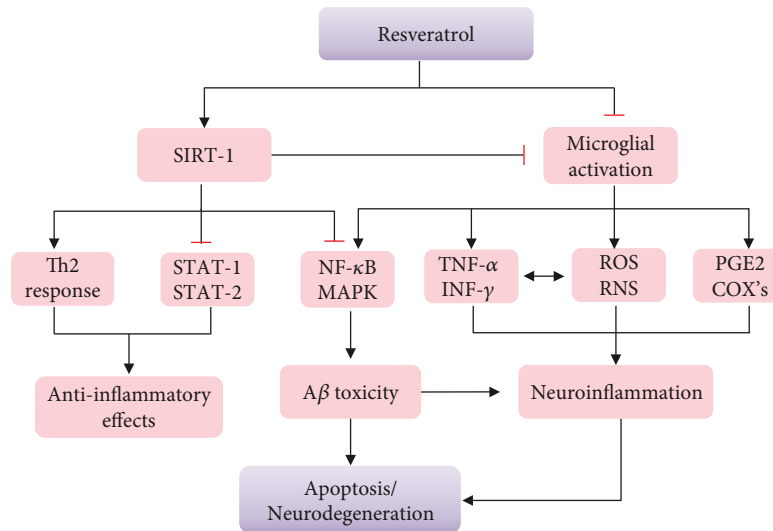 Resveratrol
SIRT-1
Microglial
activation
Th2
response
STAT-1
STAT-2
NF-κB
MAPK
TNF-α
INF-γ
ROS
RNS
PGE2
COX's
Anti-inflammatory
effects
Aβ toxicity
Neuroinflammation
Apoptosis/
Neurodegeneration